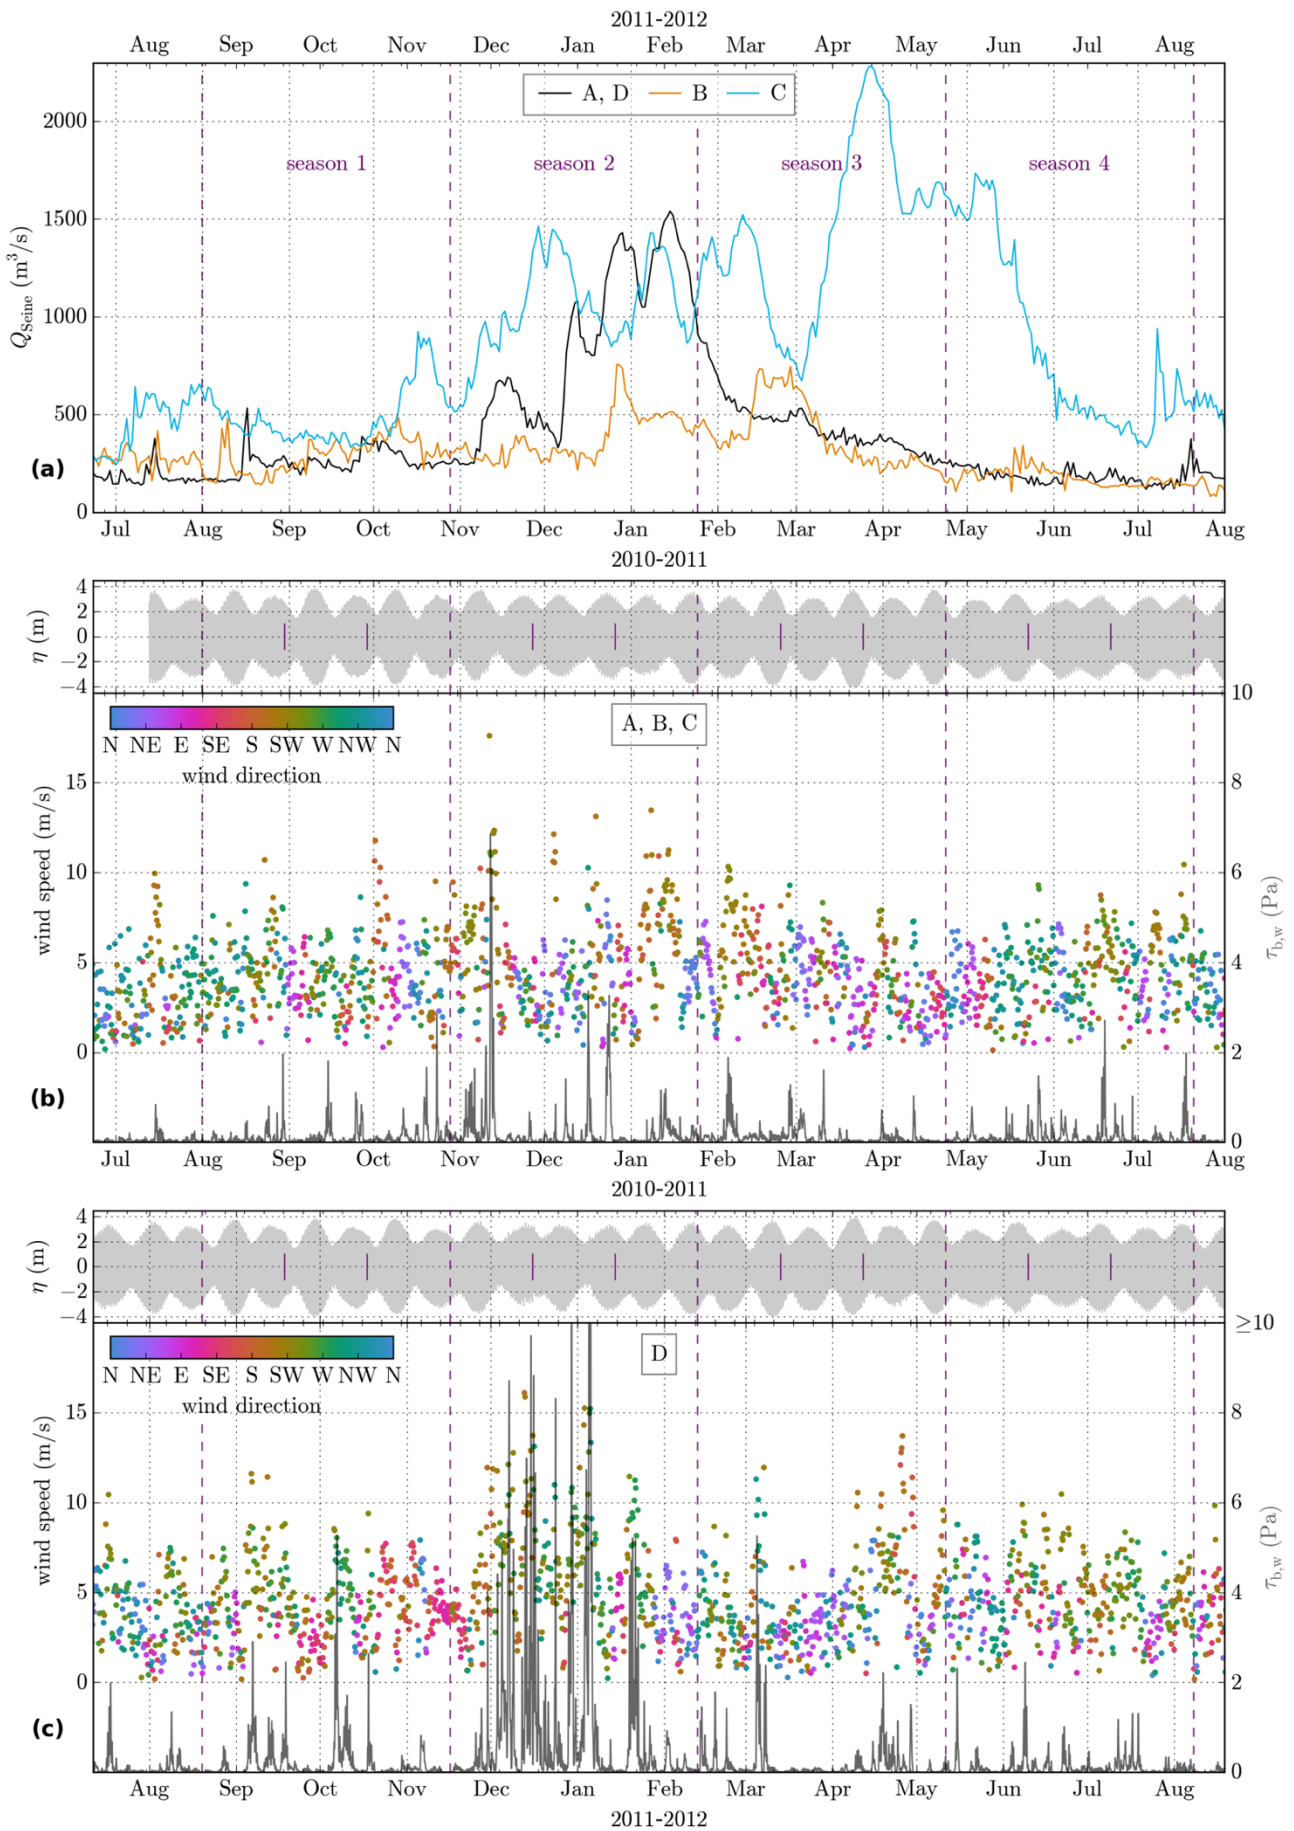 2011-2012
Aug Sep Oct Nov Dec Jan Feb Mar Apr May Jun Jul Aug
A, D B C
2000
season 1 season 2 season 3 season 4
1500
Q_Seine (m³/s)
1000
500
(a)
0
Jul Aug Sep Oct Nov Dec Jan Feb Mar Apr May Jun Jul Aug
2010-2011
4
2
η (m)
0
−2
−4
10
A, B, C
N NE E SE S SW W NW N
wind direction
15 8
wind speed (m/s)
10 6
τ_b,w (Pa)
5 4
0 2
(b)
0
Jul Aug Sep Oct Nov Dec Jan Feb Mar Apr May Jun Jul Aug
2010-2011
4
2
η (m)
0
−2
−4
≥10
D
N NE E SE S SW W NW N
wind direction
15 8
wind speed (m/s)
10 6
τ_b,w (Pa)
5 4
0 2
(c)
0
Aug Sep Oct Nov Dec Jan Feb Mar Apr May Jun Jul Aug
2011-2012